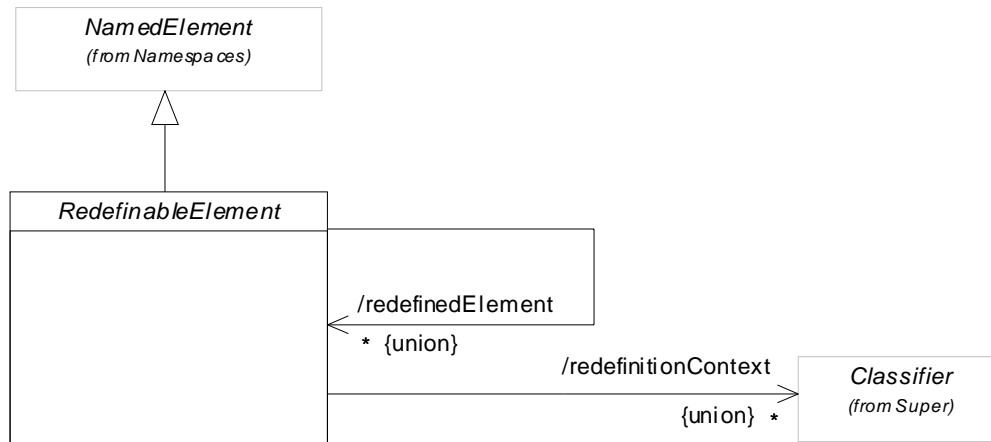 NamedElement
(from Namespaces)
RedefinableElement
/redefinedElement
* {union}
/redefinitionContext
{union} *
Classifier
(from Super)